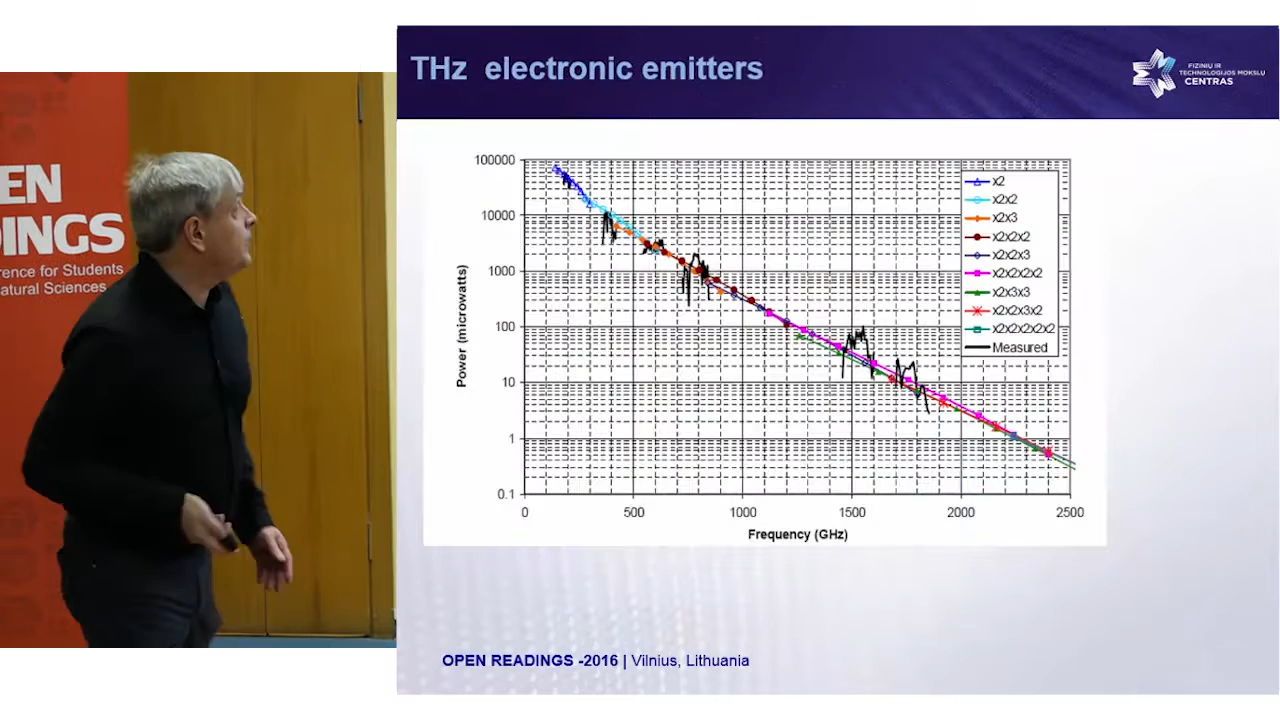 THz electronic emitters
FIZINIŲ IR
TECHNOLOGIJOS MOKSLŲ
CENTRAS
EN
INGS
rence for Students
atural Sciences
100000
10000
1000
100
10
1
0.1
Power (microwatts)
0
500
1000
1500
2000
2500
Frequency (GHz)
x2
x2x2
x2x3
x2x2x2
x2x2x3
x2x2x2x2
x2x3x3
x2x2x3x2
x2x2x2x2x2
Measured
OPEN READINGS -2016 | Vilnius, Lithuania